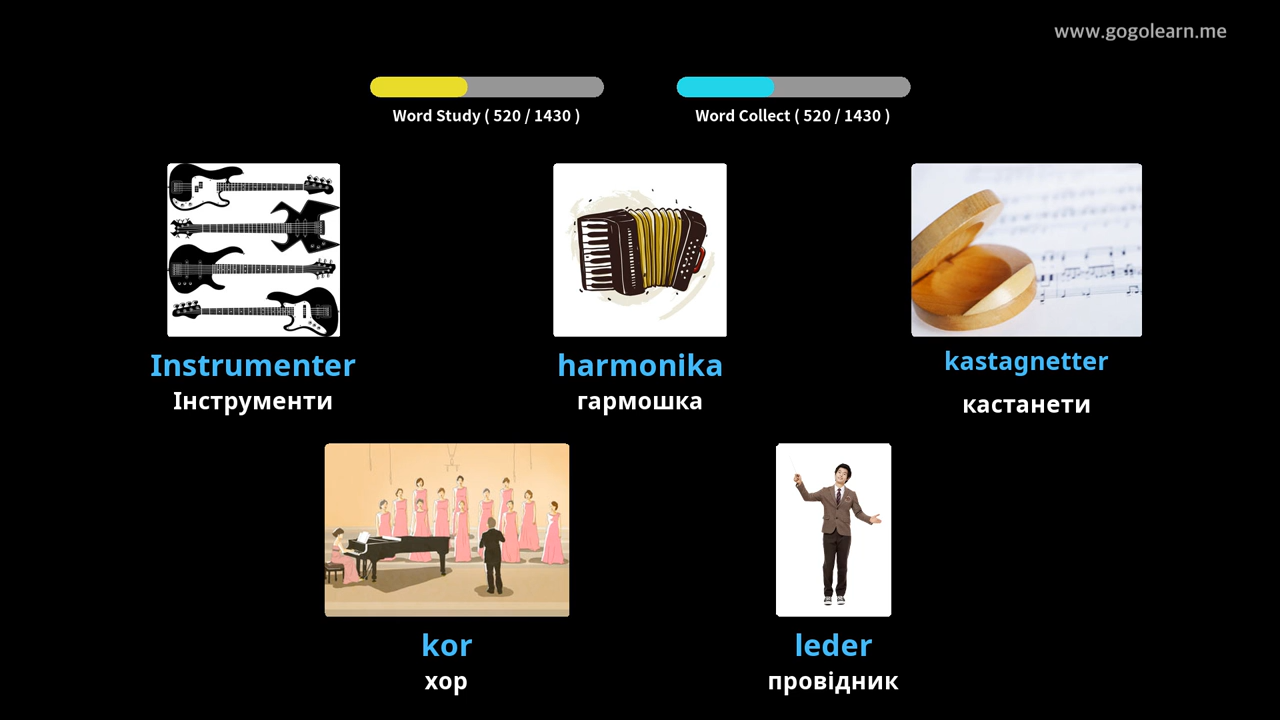 www.gogolearn.me
Word Study ( 520 / 1430 )
Word Collect ( 520 / 1430 )
Instrumenter
Інструменти
harmonika
гармошка
kastagnetter
кастанети
kor
хор
leder
провідник